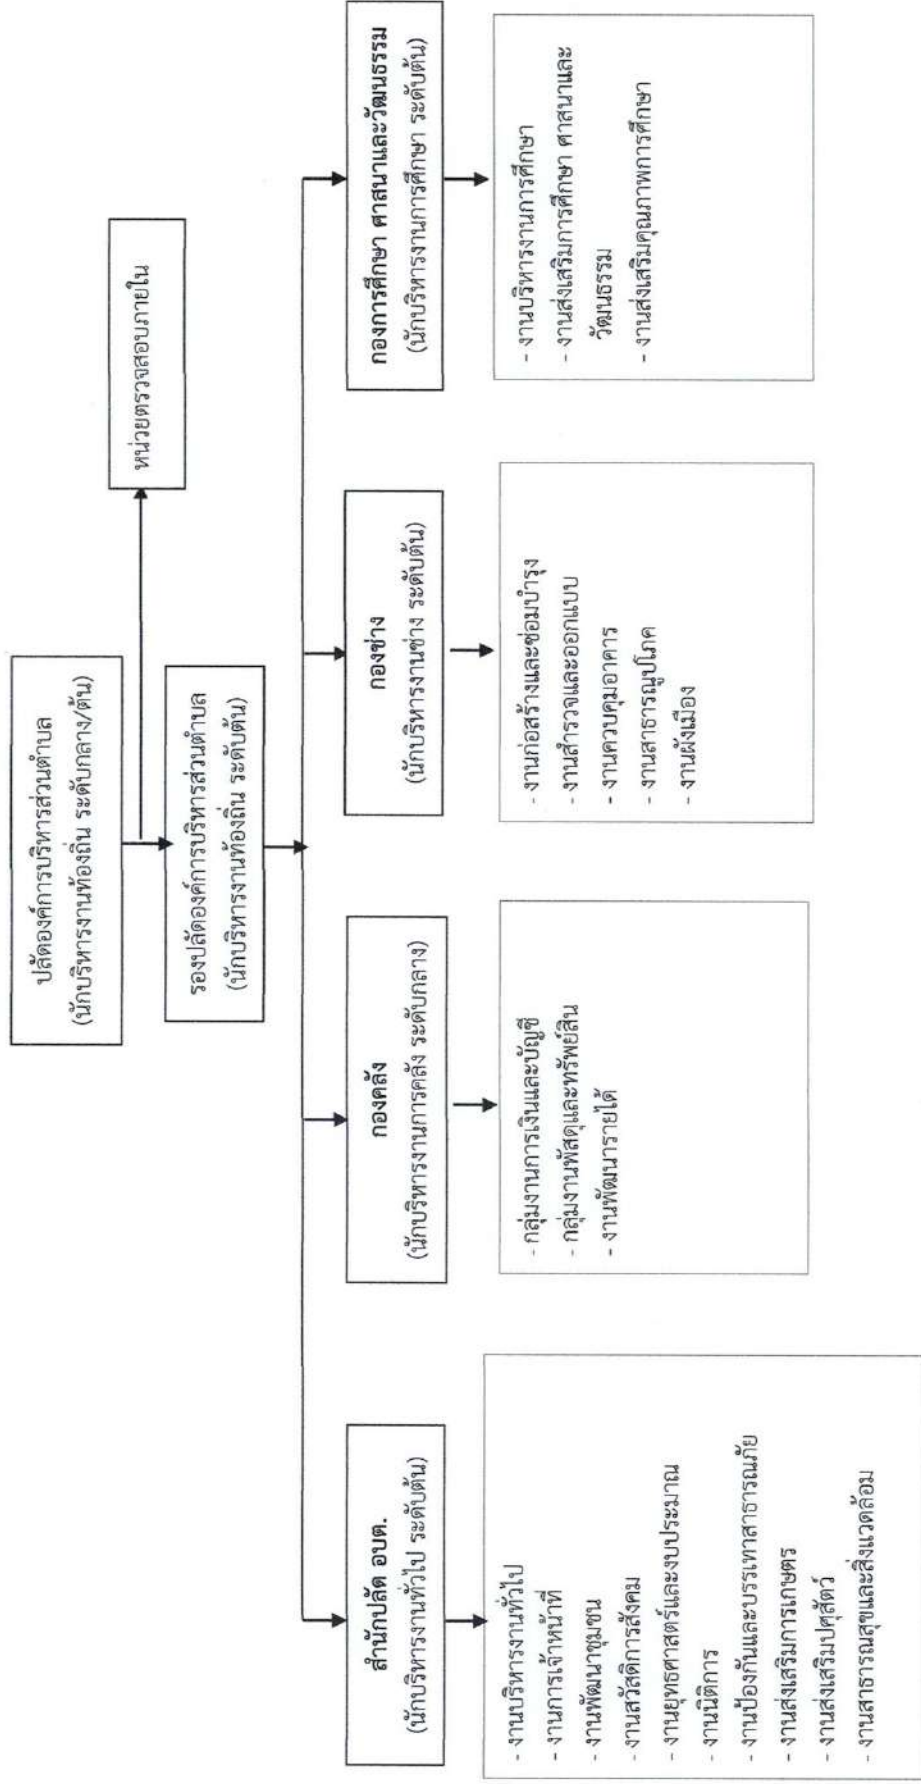 ปลัดองค์การบริหารส่วนตำบล
(นักบริหารงานท้องถิ่น ระดับกลาง/ต้น)
หน่วยตรวจสอบภายใน
รองปลัดองค์การบริหารส่วนตำบล
(นักบริหารงานท้องถิ่น ระดับต้น)
สำนักปลัด อบต.
(นักบริหารงานทั่วไป ระดับต้น)
- งานบริหารงานทั่วไป
- งานการเจ้าหน้าที่
- งานพัฒนาชุมชน
- งานสวัสดิการสังคม
- งานยุทธศาสตร์และงบประมาณ
- งานนิติการ
- งานป้องกันและบรรเทาสาธารณภัย
- งานส่งเสริมการเกษตร
- งานส่งเสริมปศุสัตว์
- งานสาธารณสุขและสิ่งแวดล้อม
กองคลัง
(นักบริหารงานการคลัง ระดับกลาง)
- กลุ่มงานการเงินและบัญชี
- กลุ่มงานพัสดุและทรัพย์สิน
- งานพัฒนารายได้
กองช่าง
(นักบริหารงานช่าง ระดับต้น)
- งานก่อสร้างและซ่อมบำรุง
- งานสำรวจและออกแบบ
- งานควบคุมอาคาร
- งานสาธารณูปโภค
- งานผังเมือง
กองการศึกษา ศาสนาและวัฒนธรรม
(นักบริหารงานการศึกษา ระดับต้น)
- งานบริหารงานการศึกษา
- งานส่งเสริมการศึกษา ศาสนาและ
วัฒนธรรม
- งานส่งเสริมคุณภาพการศึกษา